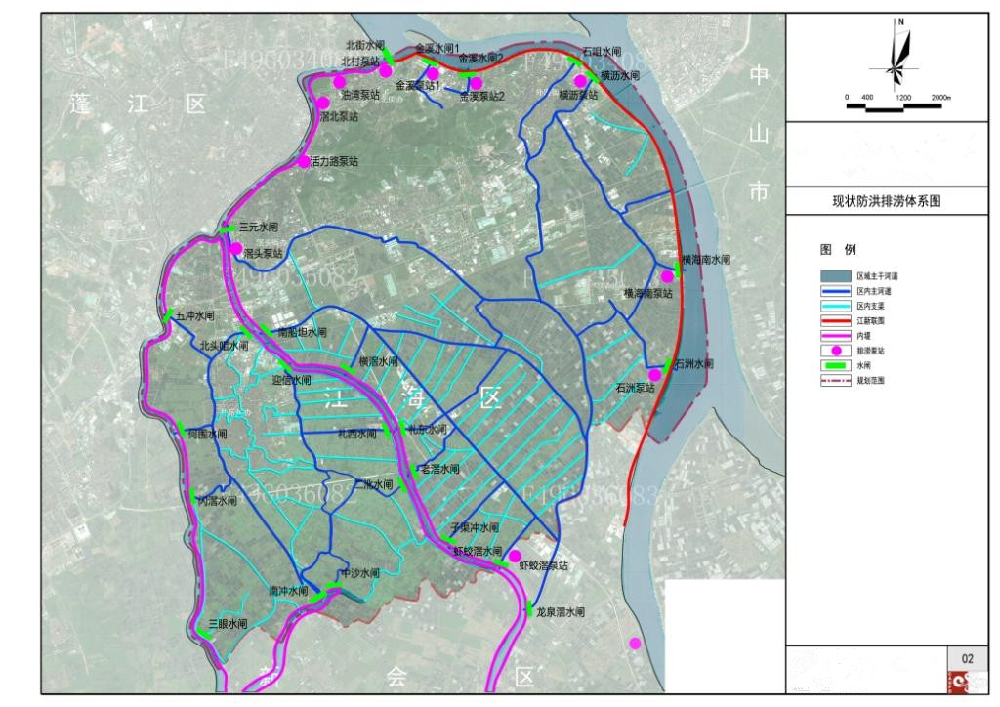 北街水闸
金溪水闸1
金溪水闸2
石咀水闸
北村泵站
横沥水闸
金溪泵站1
金溪泵站2
横沥泵站
油湾泵站
滘北泵站
蓬江区
中山市
活力路泵站
三元水闸
滘头泵站
横海南水闸
横海南泵站
五冲水闸
北头咀水闸
南船坦水闸
横滘水闸
石洲水闸
迎信水闸
石洲泵站
江海区
何围水闸
礼西水闸
礼东水闸
老滘水闸
二沘水闸
闪滘水闸
F496036083
子渠冲水闸
虾蛟滘水闸
虾蛟滘泵站
中沙水闸
南冲水闸
龙泉滘水闸
三眼水闸
新会区
N
0 400 1200 2000m
现状防洪排涝体系图
图 例
区域主干河道
区内主河道
区内支渠
江新联围
内堤
排涝泵站
水闸
规划范围
02